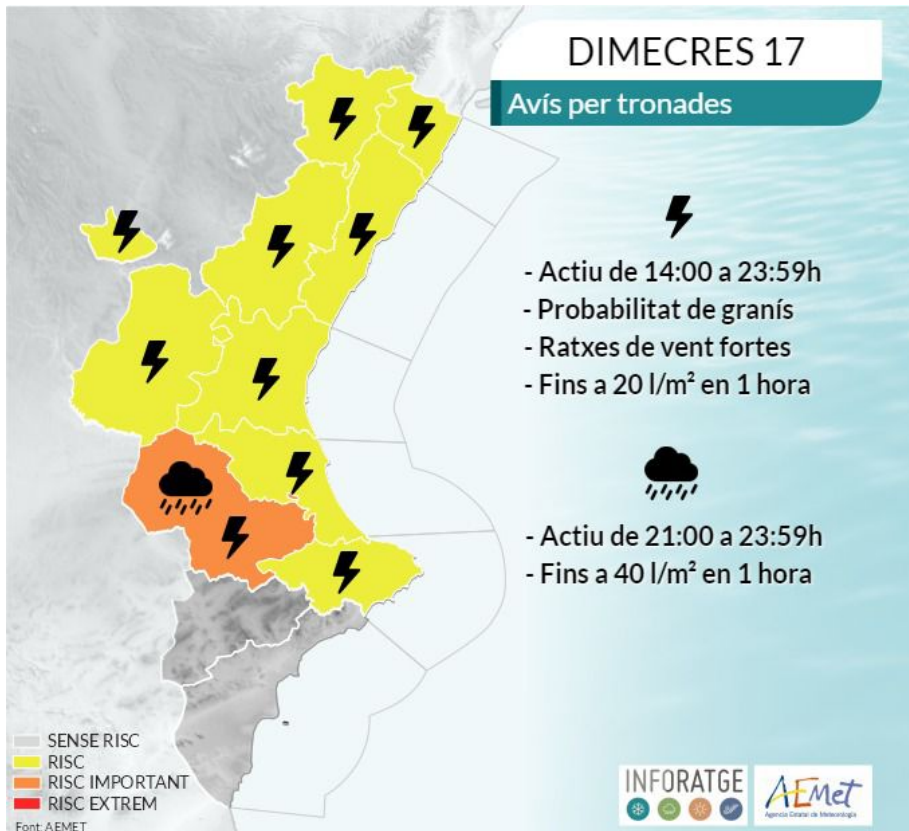 DIMECRES 17
Avís per tronades
- Actiu de 14:00 a 23:59h
- Probabilitat de granís
- Ratxes de vent fortes
- Fins a 20 l/m² en 1 hora
- Actiu de 21:00 a 23:59h
- Fins a 40 l/m² en 1 hora
SENSE RISC
RISC
RISC IMPORTANT
RISC EXTREM
Font: AEMET
INFORATGE
AEMet
Agencia Estatal de Meteorología